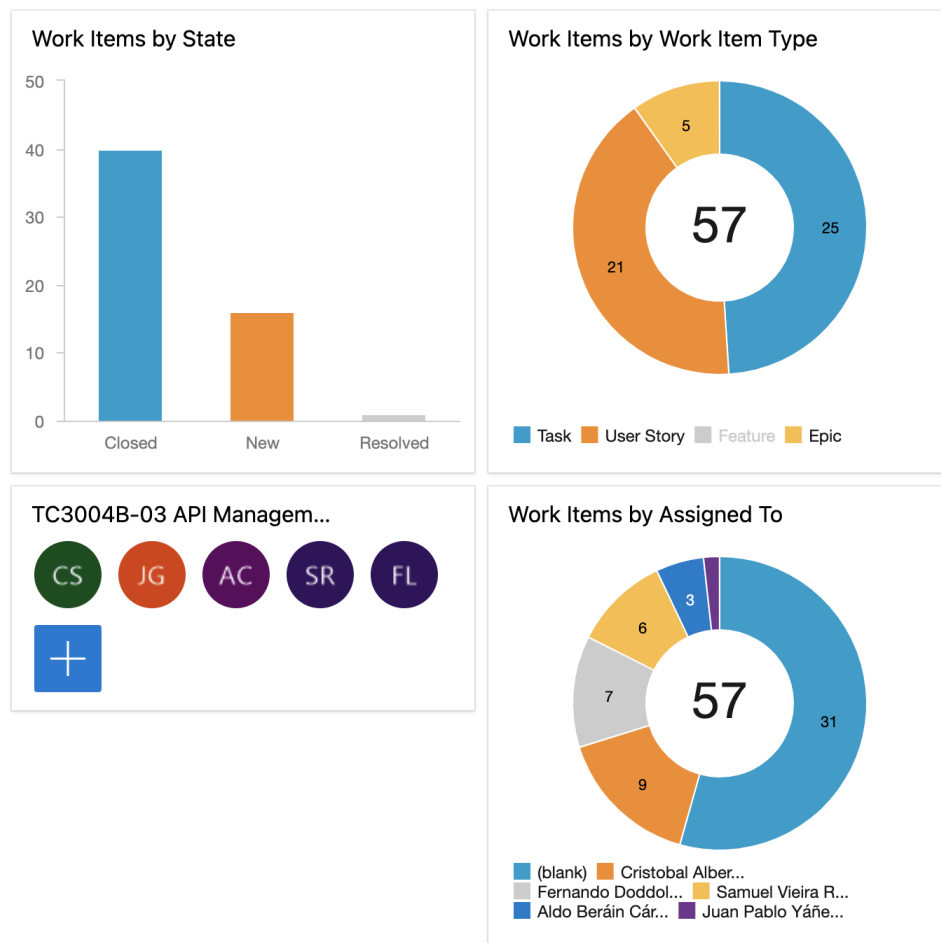 Work Items by State
50
40
30
20
10
0
Closed New Resolved
Work Items by Work Item Type
5
25
21
57
Task User Story Feature Epic
TC3004B-03 API Managem...
CS JG AC SR FL
Work Items by Assigned To
3
6
7
9
31
57
(blank) Cristobal Alber...
Fernando Doddol... Samuel Vieira R...
Aldo Beráin Cár... Juan Pablo Yáñe...